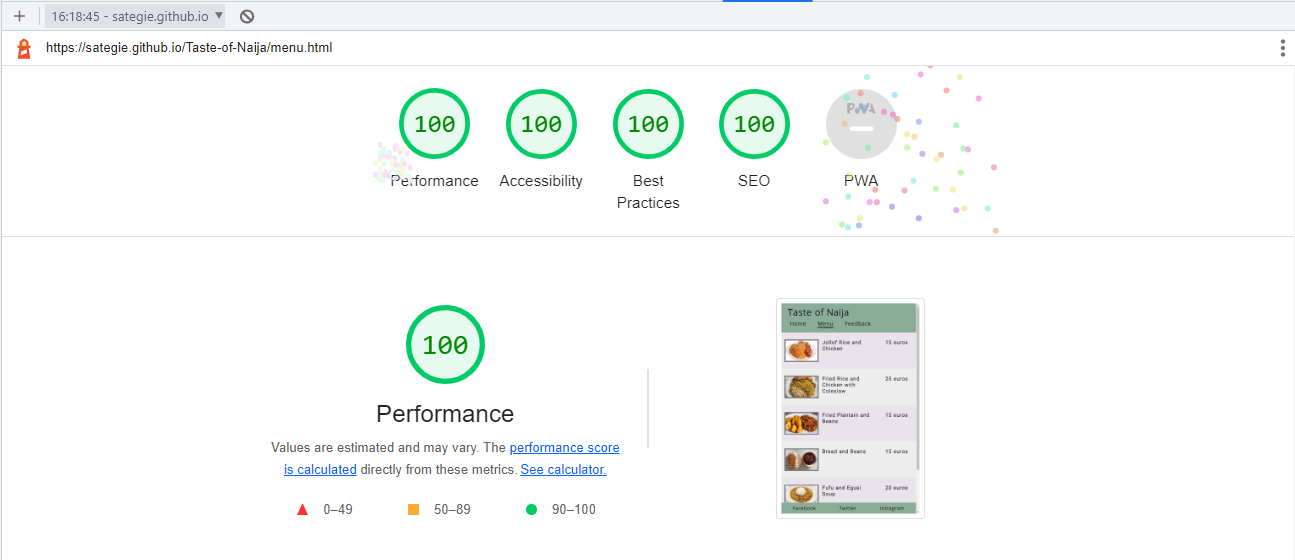 16:18:45 - sategie.github.io
https://sategie.github.io/Taste-of-Naija/menu.html
100 100 100 100 PWA
Performance Accessibility Best Practices SEO PWA
100
Performance
Values are estimated and may vary. The performance score
is calculated directly from these metrics. See calculator.
0–49 50–89 90–100
Taste of Naija
Home Menu Feedback
Jollof Rice and
Chicken
15 euros
Fried Rice and
Chicken with
Coleslaw
25 euros
Fried Plantain and
Beans
15 euros
Bread and Beans
15 euros
Fufu and Egusi
Soup
20 euros
Facebook Twitter Instagram